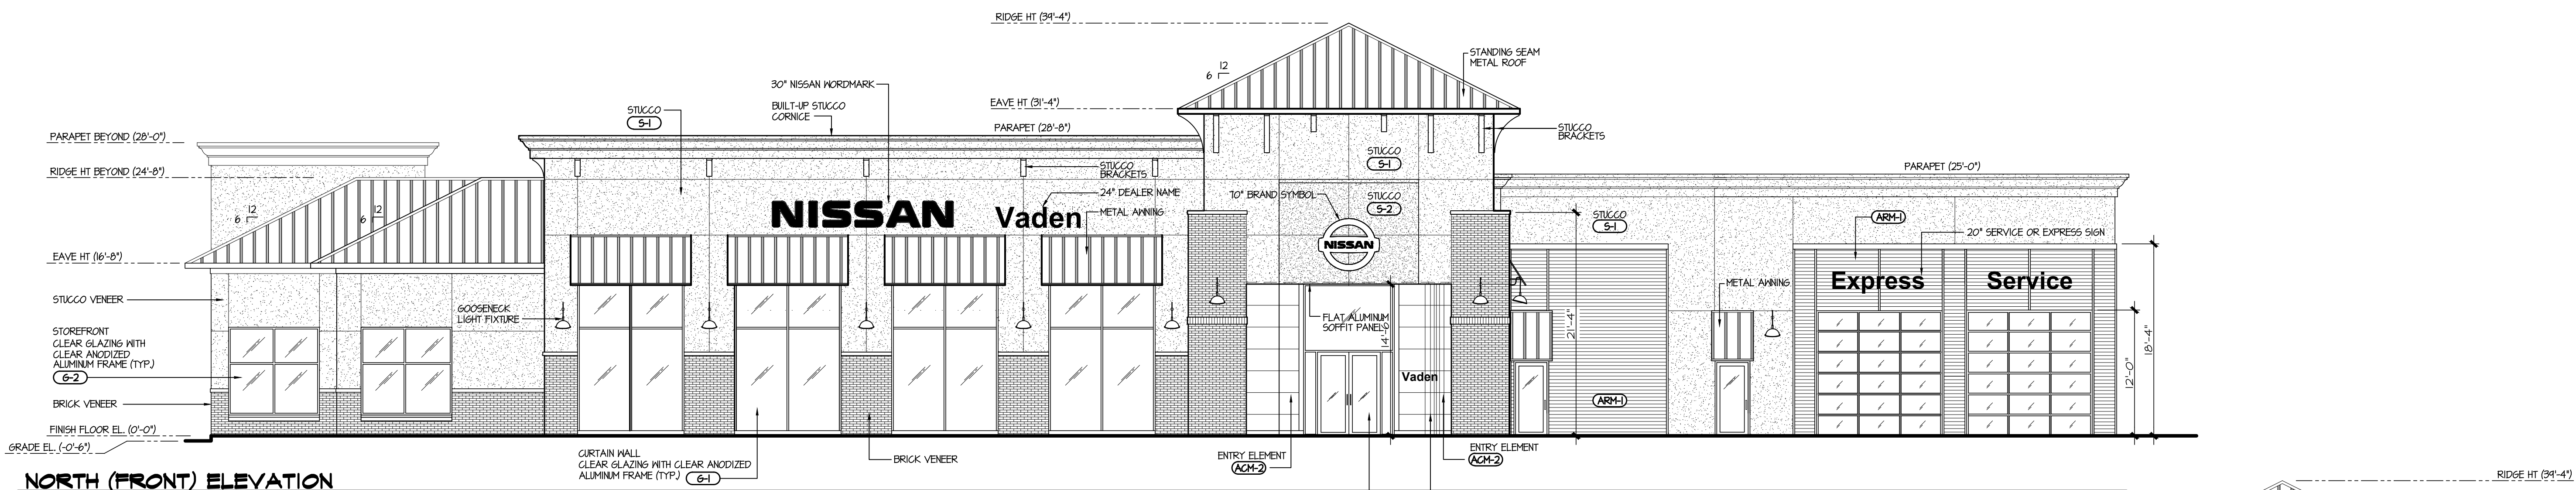 RIDGE HT (39'-4")
STANDING SEAM
METAL ROOF
12
6
30" NISSAN WORDMARK
EAVE HT (31'-4")
BUILT-UP STUCCO
CORNICE
STUCCO
S-1
PARAPET (28'-8")
STUCCO
BRACKETS
PARAPET BEYOND (28'-0")
STUCCO
S-1
STUCCO
BRACKETS
PARAPET (25'-0")
RIDGE HT BEYOND (24'-8")
24" DEALER NAME
70" BRAND SYMBOL
STUCCO
S-2
12
6
12
6
NISSAN
Vaden
METAL AWNING
STUCCO
S-1
ARM-1
20" SERVICE OR EXPRESS SIGN
NISSAN
EAVE HT (16'-8")
Express
Service
METAL AWNING
STUCCO VENEER
GOOSENECK
LIGHT FIXTURE
FLAT ALUMINUM
SOFFIT PANEL
14'-6"
21'-4"
18'-4"
12'-0"
STOREFRONT
CLEAR GLAZING WITH
CLEAR ANODIZED
ALUMINUM FRAME (TYP.)
G-2
Vaden
BRICK VENEER
ARM-1
FINISH FLOOR EL. (0'-0")
GRADE EL. (-0'-6")
CURTAIN WALL
CLEAR GLAZING WITH CLEAR ANODIZED
ALUMINUM FRAME (TYP.)
G-1
BRICK VENEER
ENTRY ELEMENT
ACM-2
ENTRY ELEMENT
ACM-2
NORTH (FRONT) ELEVATION
RIDGE HT (39'-4")